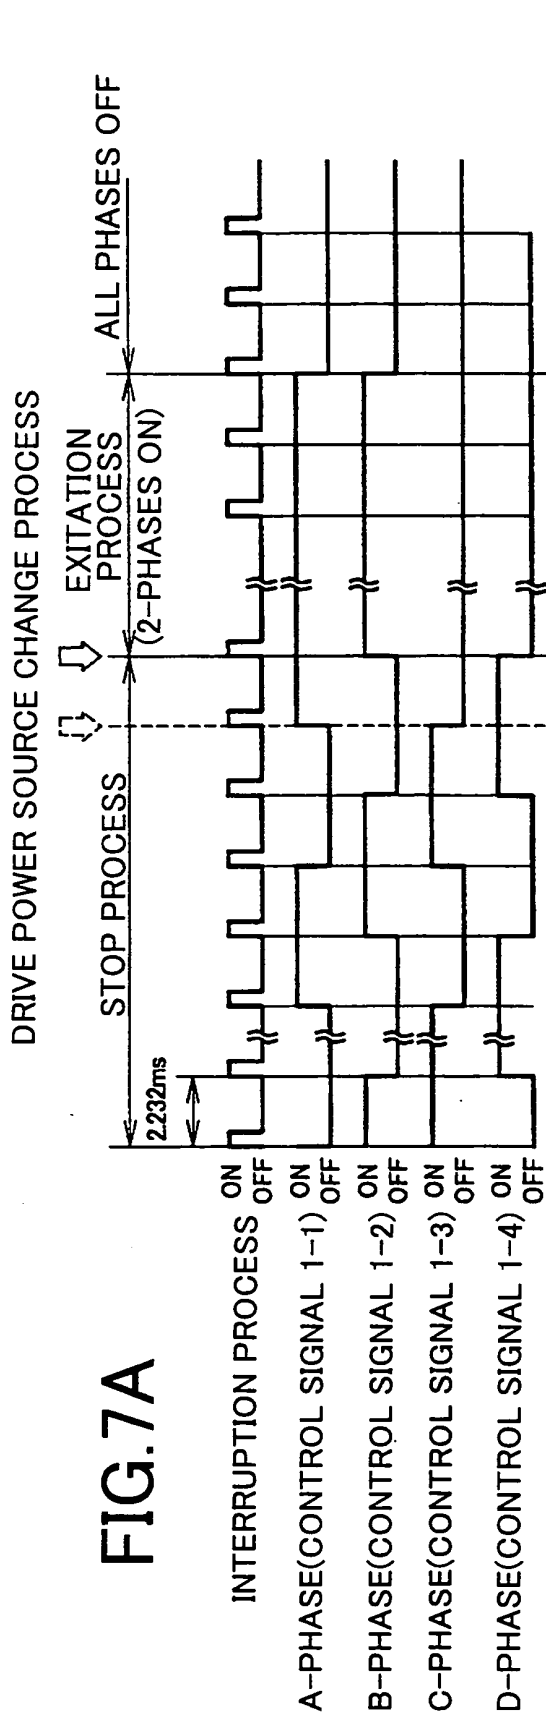 FIG.7A
DRIVE POWER SOURCE CHANGE PROCESS
STOP PROCESS
EXITATION
PROCESS
(2-PHASES ON)
ALL PHASES OFF
2.232ms
INTERRUPTION PROCESS
ON
OFF
A-PHASE(CONTROL SIGNAL 1-1)
ON
OFF
B-PHASE(CONTROL SIGNAL 1-2)
ON
OFF
C-PHASE(CONTROL SIGNAL 1-3)
ON
OFF
D-PHASE(CONTROL SIGNAL 1-4)
ON
OFF